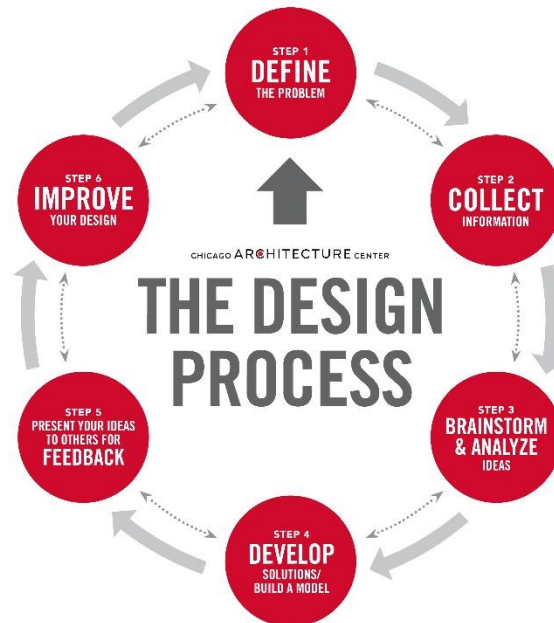 STEP 1
DEFINE
THE PROBLEM
STEP 2
COLLECT
INFORMATION
STEP 3
BRAINSTORM
& ANALYZE
IDEAS
STEP 4
DEVELOP
SOLUTIONS/
BUILD A MODEL
STEP 5
PRESENT YOUR IDEAS
TO OTHERS FOR
FEEDBACK
STEP 6
IMPROVE
YOUR DESIGN
CHICAGO ARCHITECTURE CENTER
THE DESIGN
PROCESS